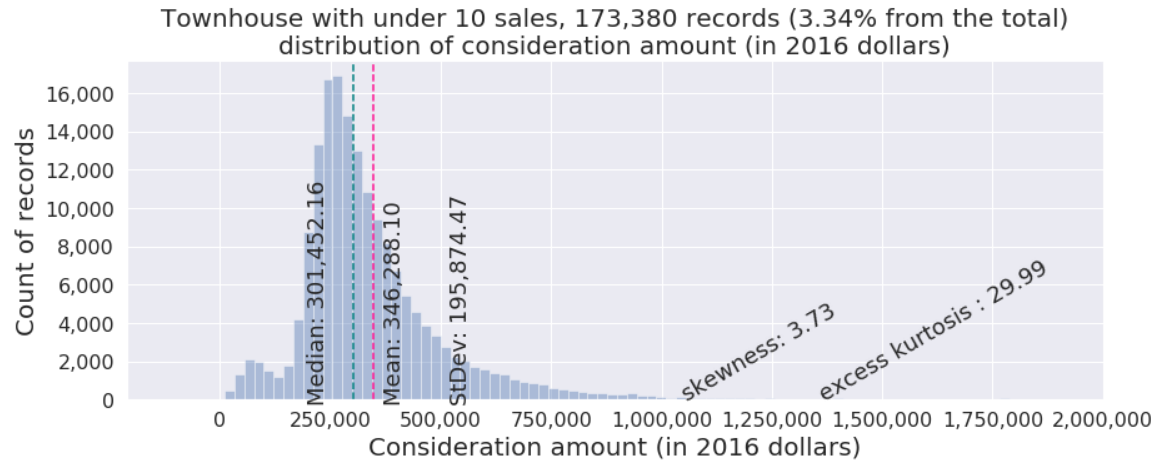 Townhouse with under 10 sales, 173,380 records (3.34% from the total)
distribution of consideration amount (in 2016 dollars)
Count of records
16,000
14,000
12,000
10,000
8,000
6,000
4,000
2,000
0
Median: 301,452.16
Mean: 346,288.10
StDev: 195,874.47
skewness: 3.73
excess kurtosis : 29.99
0 250,000 500,000 750,000 1,000,000 1,250,000 1,500,000 1,750,000 2,000,000
Consideration amount (in 2016 dollars)